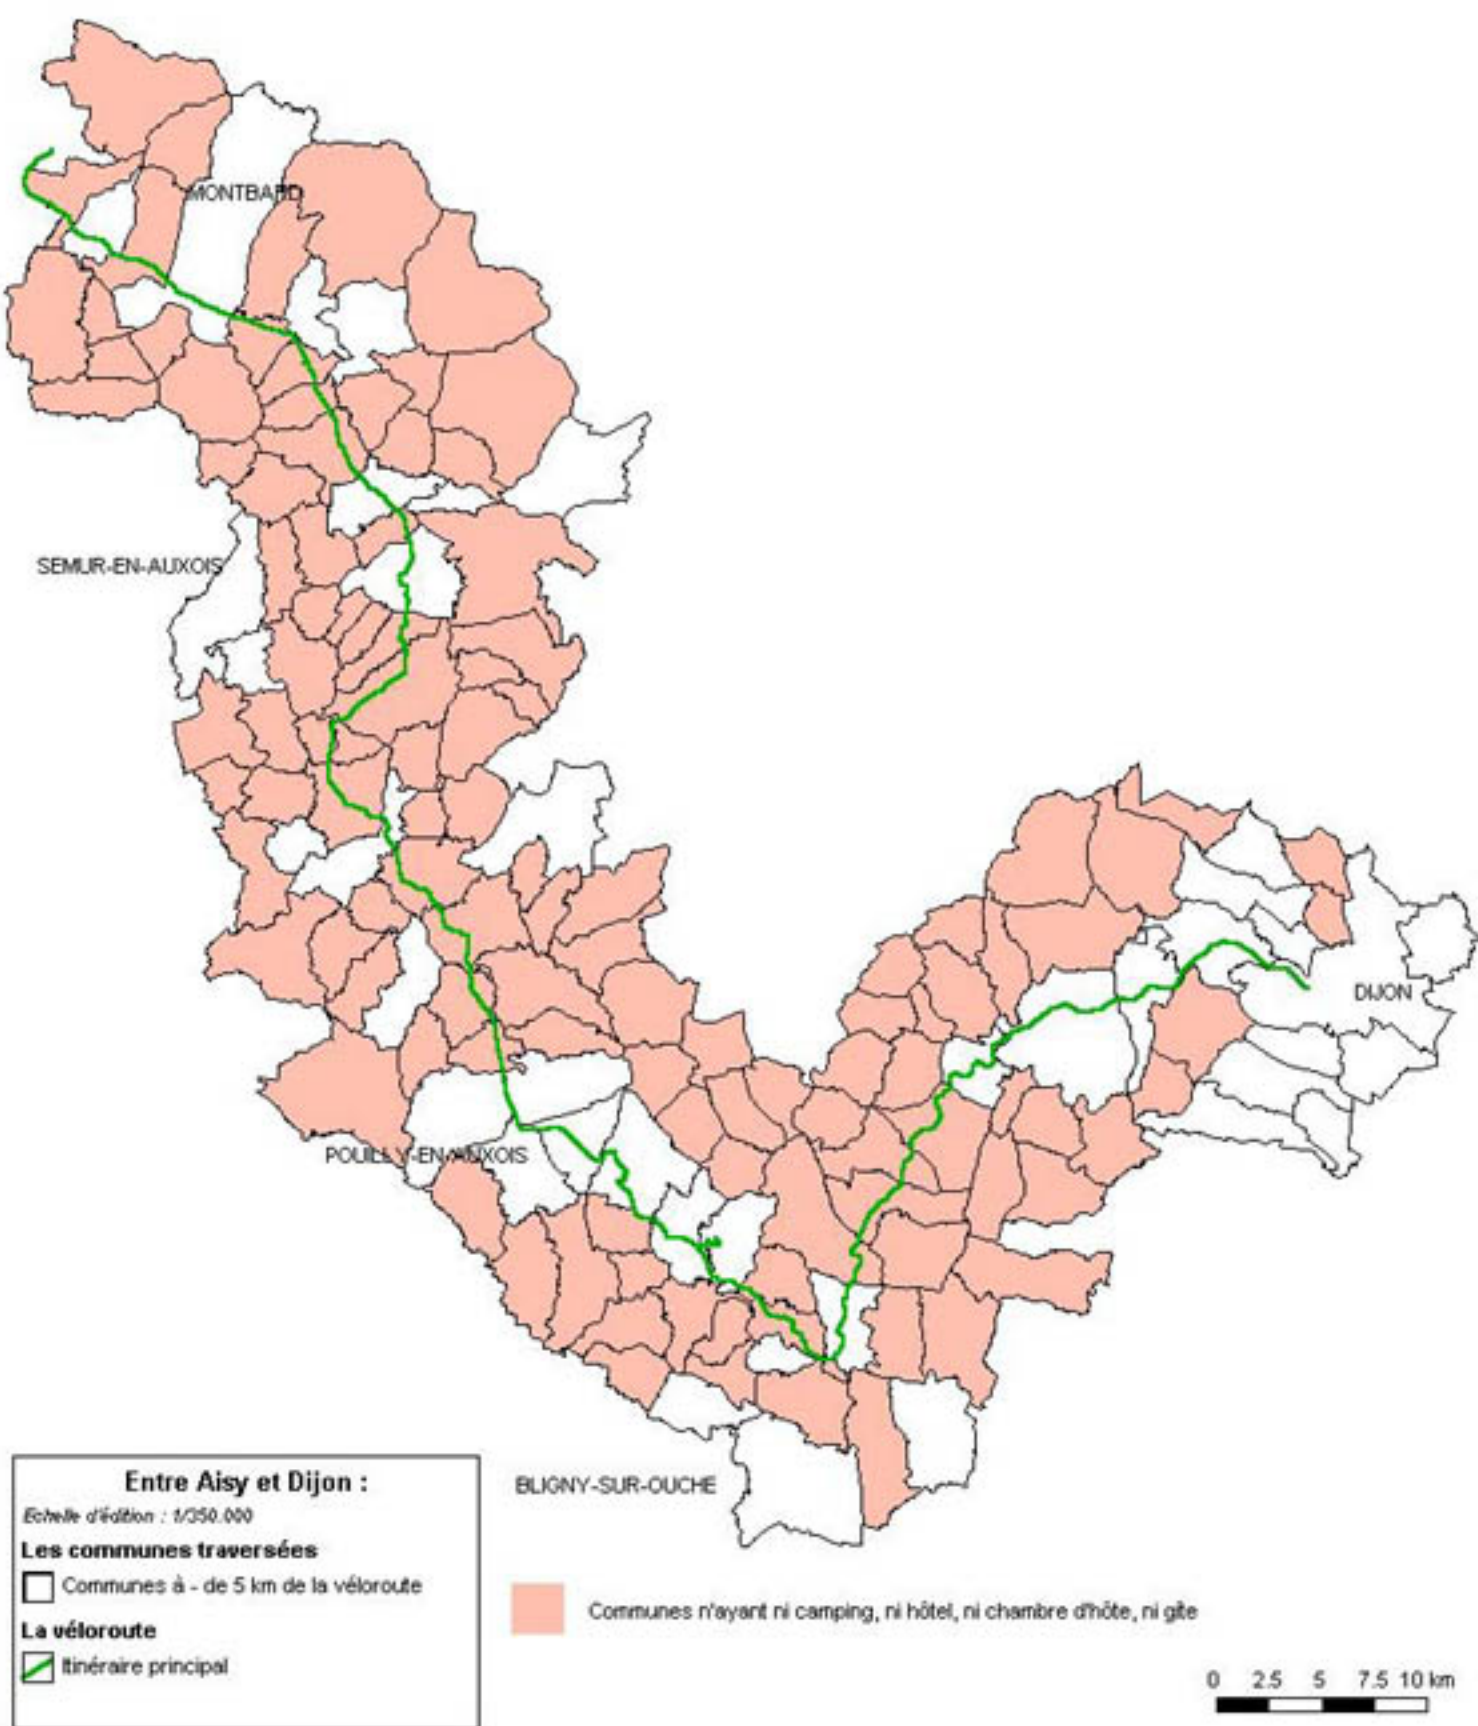 MONTBARD
SEMUR-EN-AUXOIS
DIJON
POUILLY-EN-AUXOIS
BLIGNY-SUR-OUCHE
Entre Aisy et Dijon :
Echelle d'édition : 1/350.000
Les communes traversées
Communes à - de 5 km de la véloroute
La véloroute
Itinéraire principal
Communes n'ayant ni camping, ni hôtel, ni chambre d'hôte, ni gîte
0 2.5 5 7.5 10 km